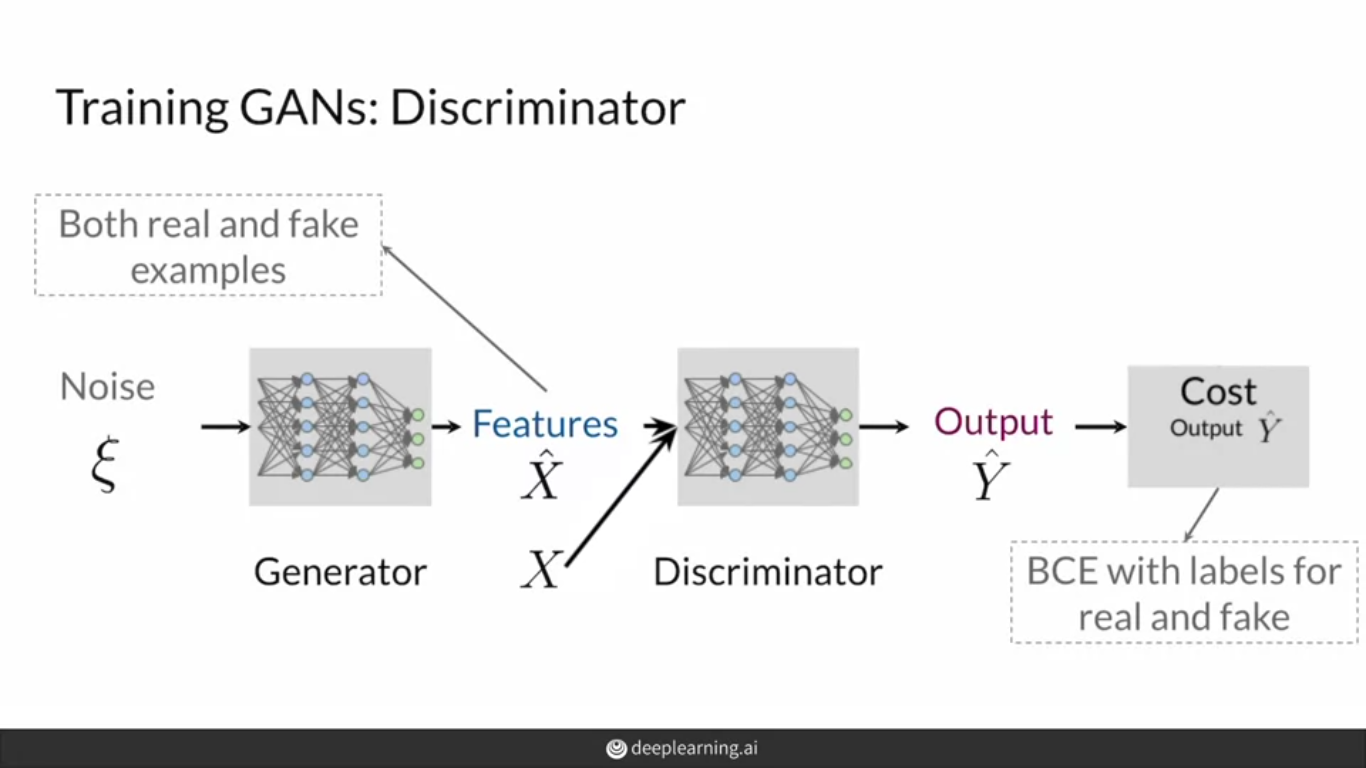 Training GANs: Discriminator
Both real and fake
examples
Noise
ξ
Features
X̂
X
Output
Ŷ
Cost
Output Ŷ
Generator
Discriminator
BCE with labels for
real and fake
deeplearning.ai